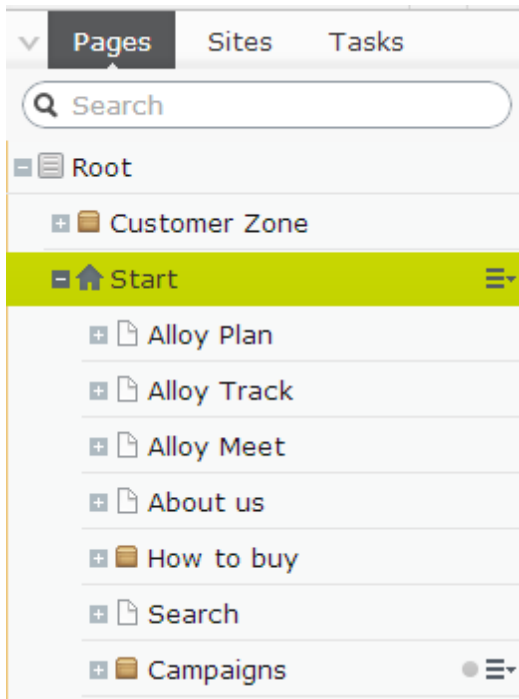 Pages Sites Tasks
Search
Root
Customer Zone
Start
Alloy Plan
Alloy Track
Alloy Meet
About us
How to buy
Search
Campaigns